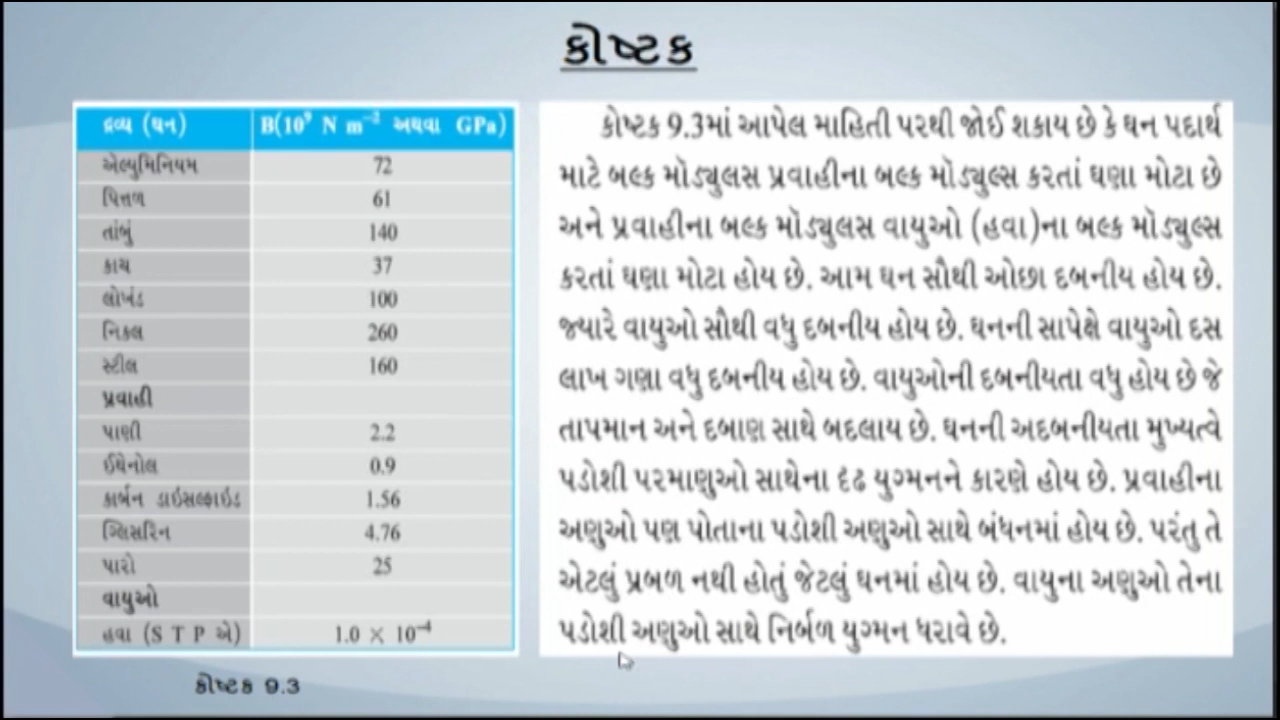 કોષ્ટક
દ્રવ્ય (ઘન) B(10⁹ N m⁻² અથવા GPa)
એલ્યુમિનિયમ 72
પિત્તળ 61
તાંબું 140
કાચ 37
લોખંડ 100
નિકલ 260
સ્ટીલ 160
પ્રવાહી
પાણી 2.2
ઈથેનોલ 0.9
કાર્બન ડાઇસલ્ફાઇડ 1.56
ગ્લિસરિન 4.76
પારો 25
વાયુઓ
હવા (S T P એ) 1.0 × 10⁻⁴
કોષ્ટક 9.3
કોષ્ટક 9.3માં આપેલ માહિતી પરથી જોઈ શકાય છે કે ઘન પદાર્થ
માટે બલ્ક મૉડ્યુલસ પ્રવાહીના બલ્ક મૉડ્યુલ્સ કરતાં ઘણા મોટા છે
અને પ્રવાહીના બલ્ક મૉડ્યુલસ વાયુઓ (હવા)ના બલ્ક મૉડ્યુલ્સ
કરતાં ઘણા મોટા હોય છે. આમ ઘન સૌથી ઓછા દબનીય હોય છે.
જ્યારે વાયુઓ સૌથી વધુ દબનીય હોય છે. ઘનની સાપેક્ષે વાયુઓ દસ
લાખ ગણા વધુ દબનીય હોય છે. વાયુઓની દબનીયતા વધુ હોય છે જે
તાપમાન અને દબાણ સાથે બદલાય છે. ઘનની અદબનીયતા મુખ્યત્વે
પડોશી પરમાણુઓ સાથેના દૃઢ યુગ્મનને કારણે હોય છે. પ્રવાહીના
અણુઓ પણ પોતાના પડોશી અણુઓ સાથે બંધનમાં હોય છે. પરંતુ તે
એટલું પ્રબળ નથી હોતું જેટલું ઘનમાં હોય છે. વાયુના અણુઓ તેના
પડોશી અણુઓ સાથે નિર્બળ યુગ્મન ધરાવે છે.